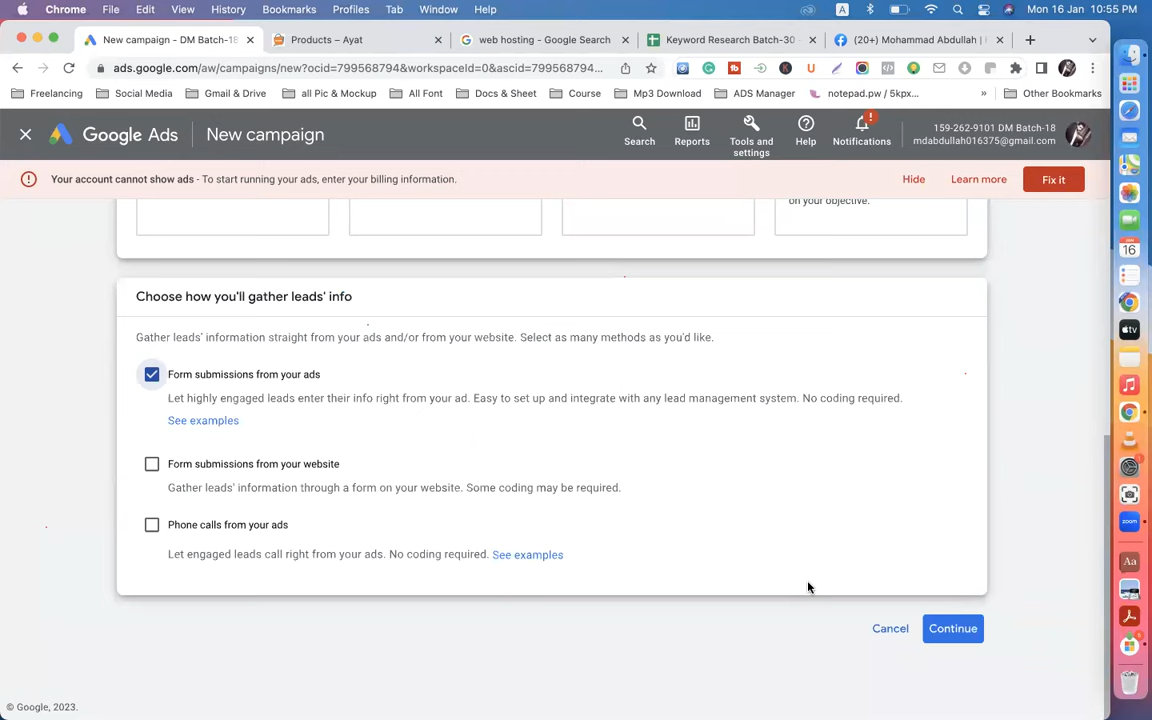 Chrome File Edit View History Bookmarks Profiles Tab Window Help A Mon 16 Jan 10:55 PM
New campaign - DM Batch-18 Products – Ayat web hosting - Google Search Keyword Research Batch-30 - (20+) Mohammad Abdullah |
ads.google.com/aw/campaigns/new?ocid=799568794&workspaceId=0&ascid=799568794...
Freelancing Social Media Gmail & Drive all Pic & Mockup All Font Docs & Sheet Course Mp3 Download ADS Manager notepad.pw / 5kpx... » Other Bookmarks
Google Ads New campaign
Search Reports Tools and settings Help Notifications
159-262-9101 DM Batch-18
mdabdullah016375@gmail.com
Your account cannot show ads - To start running your ads, enter your billing information. Hide Learn more Fix it
on your objective.
Choose how you'll gather leads' info
Gather leads' information straight from your ads and/or from your website. Select as many methods as you'd like.
Form submissions from your ads
Let highly engaged leads enter their info right from your ad. Easy to set up and integrate with any lead management system. No coding required.
See examples
Form submissions from your website
Gather leads' information through a form on your website. Some coding may be required.
Phone calls from your ads
Let engaged leads call right from your ads. No coding required. See examples
Cancel Continue
© Google, 2023.
JAN
16
tv
zoom
Aa